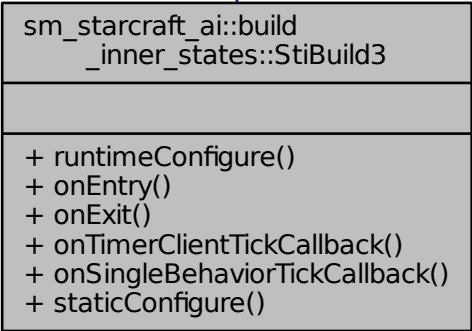 sm_starcraft_ai::build
_inner_states::StiBuild3
+ runtimeConfigure()
+ onEntry()
+ onExit()
+ onTimerClientTickCallback()
+ onSingleBehaviorTickCallback()
+ staticConfigure()